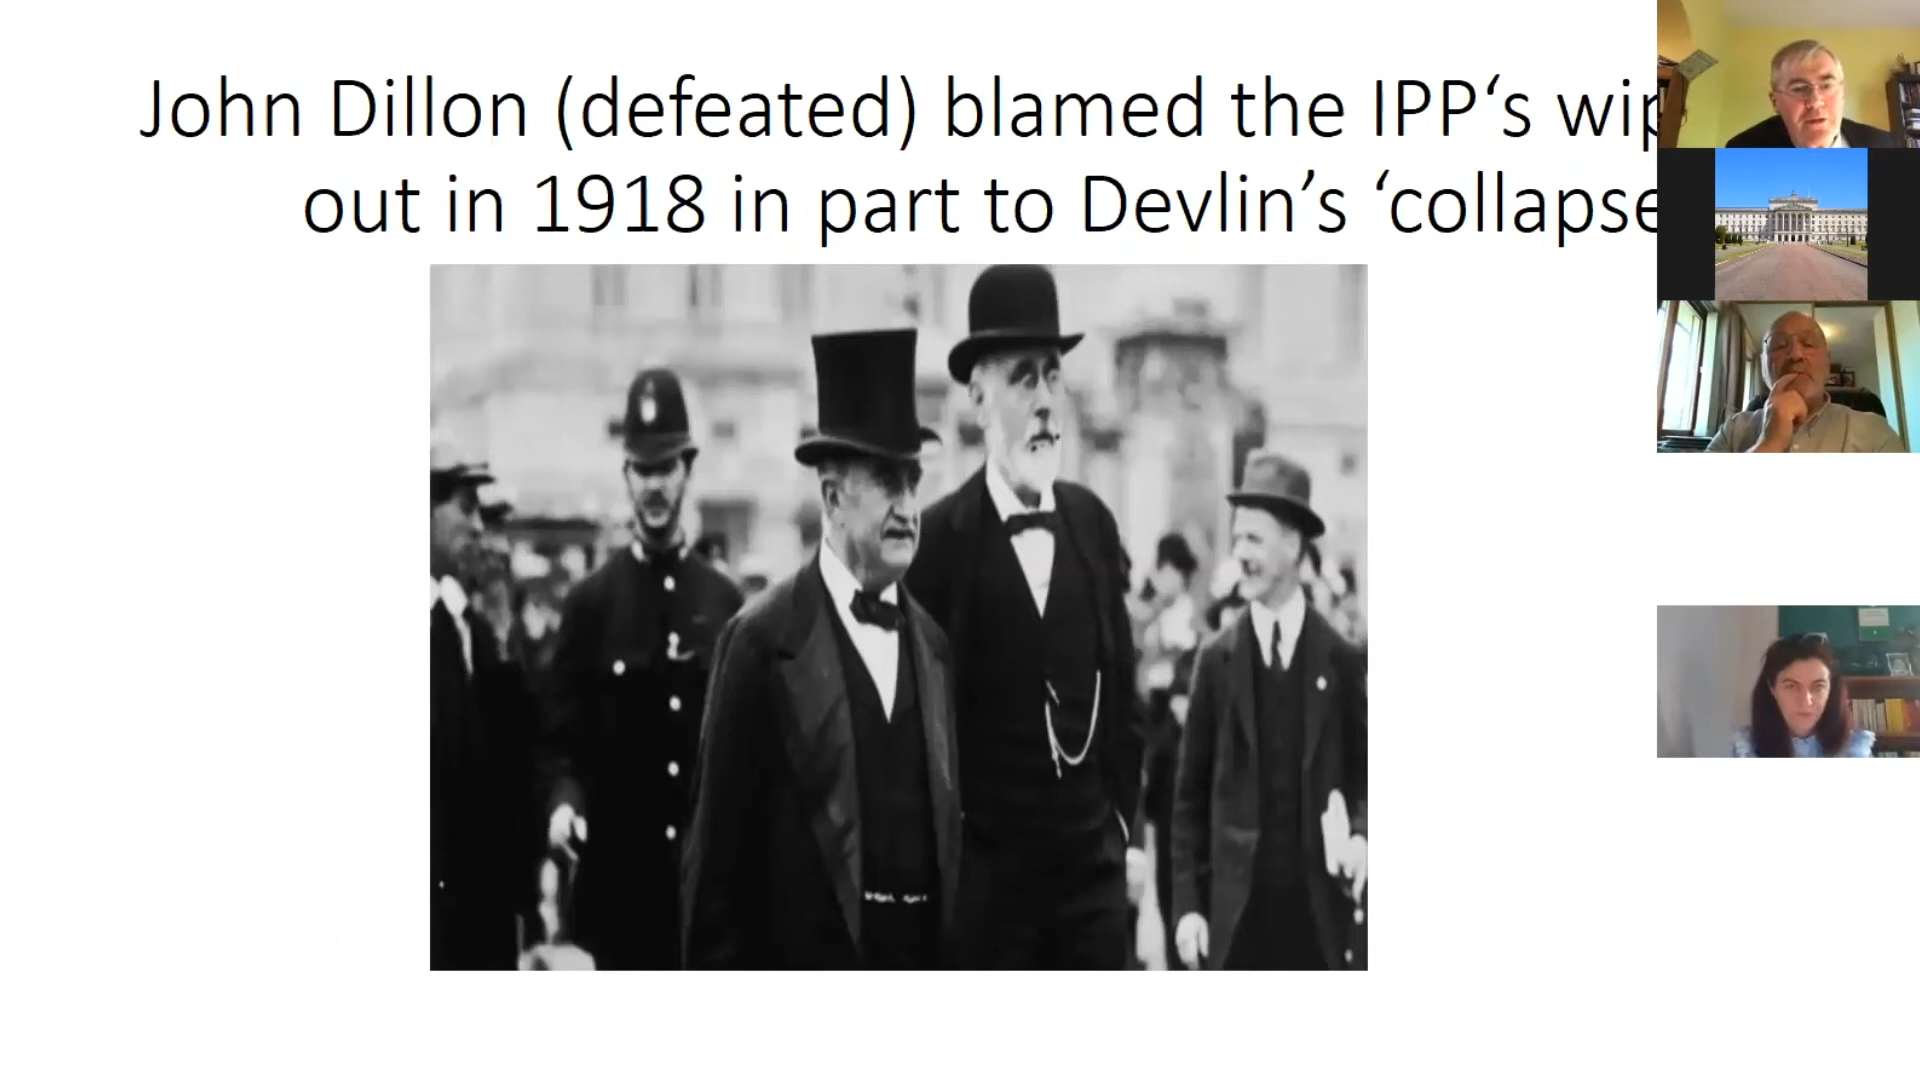 John Dillon (defeated) blamed the IPP‘s wip
out in 1918 in part to Devlin’s ‘collapse